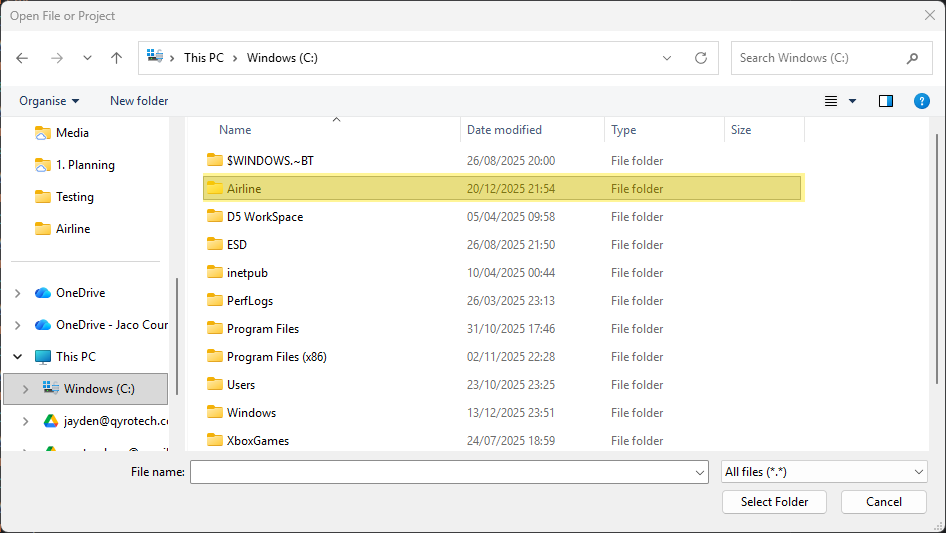 Open File or Project
This PC Windows (C:)
Search Windows (C:)
Organise New folder
Media
1. Planning
Testing
Airline
OneDrive
OneDrive - Jaco Cour
This PC
Windows (C:)
jayden@qyrotech.c
Name Date modified Type Size
$WINDOWS.~BT 26/08/2025 20:00 File folder
Airline 20/12/2025 21:54 File folder
D5 WorkSpace 05/04/2025 09:58 File folder
ESD 26/08/2025 21:50 File folder
inetpub 10/04/2025 00:44 File folder
PerfLogs 26/03/2025 23:13 File folder
Program Files 31/10/2025 17:46 File folder
Program Files (x86) 02/11/2025 22:28 File folder
Users 23/10/2025 23:25 File folder
Windows 13/12/2025 23:51 File folder
XboxGames 24/07/2025 18:59 File folder
File name: All files (*.*)
Select Folder Cancel